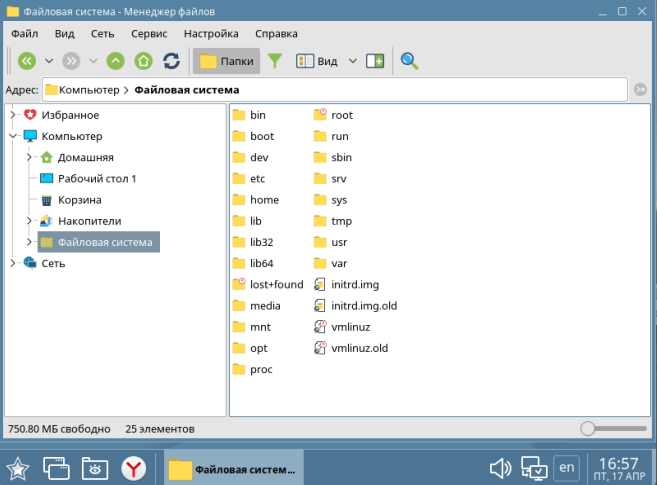 Файловая система - Менеджер файлов
Файл Вид Сеть Сервис Настройка Справка
Папки Вид
Адрес: Компьютер > Файловая система
Избранное
Компьютер
Домашняя
Рабочий стол 1
Корзина
Накопители
Файловая система
Сеть
bin
boot
dev
etc
home
lib
lib32
lib64
lost+found
media
mnt
opt
proc
root
run
sbin
srv
sys
tmp
usr
var
initrd.img
initrd.img.old
vmlinuz
vmlinuz.old
750.80 МБ свободно 25 элементов
Файловая систем... en 16:57
ПТ, 17 АПР